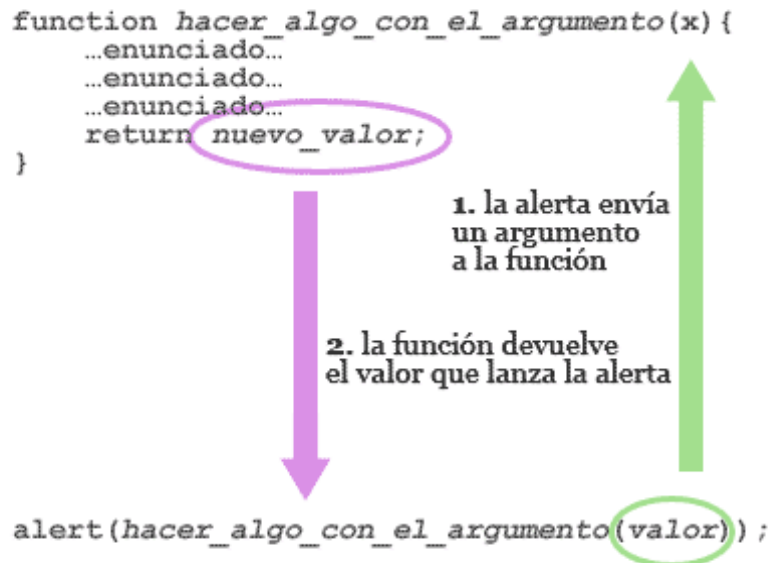 function hacer_algo_con_el_argumento(x){
…enunciado…
…enunciado…
…enunciado…
return nuevo_valor;
}
1. la alerta envía
un argumento
a la función
2. la función devuelve
el valor que lanza la alerta
alert(hacer_algo_con_el_argumento(valor));